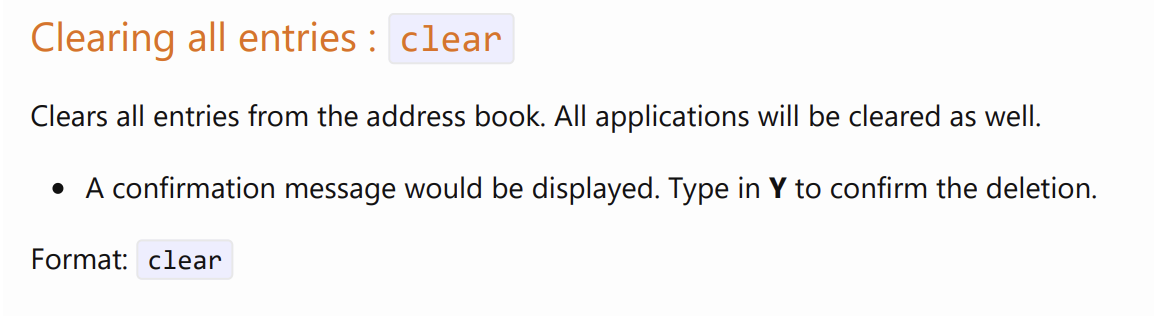 Clearing all entries : clear
Clears all entries from the address book. All applications will be cleared as well.
• A confirmation message would be displayed. Type in Y to confirm the deletion.
Format: clear